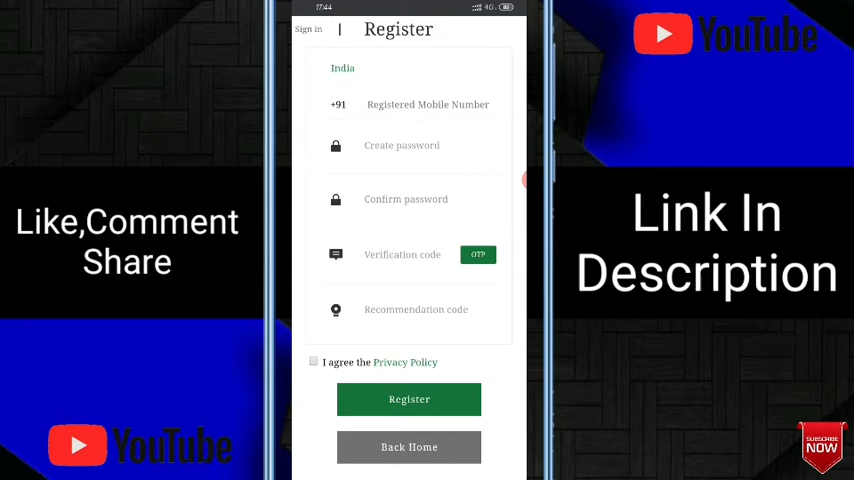 17:44
4G
82
YouTube
Sign in | Register
India
+91 Registered Mobile Number
Create password
Like,Comment
Share
Confirm password
Link In
Description
Verification code OTP
Recommendation code
I agree the Privacy Policy
Register
Back Home
YouTube
SUBSCRIBE
NOW